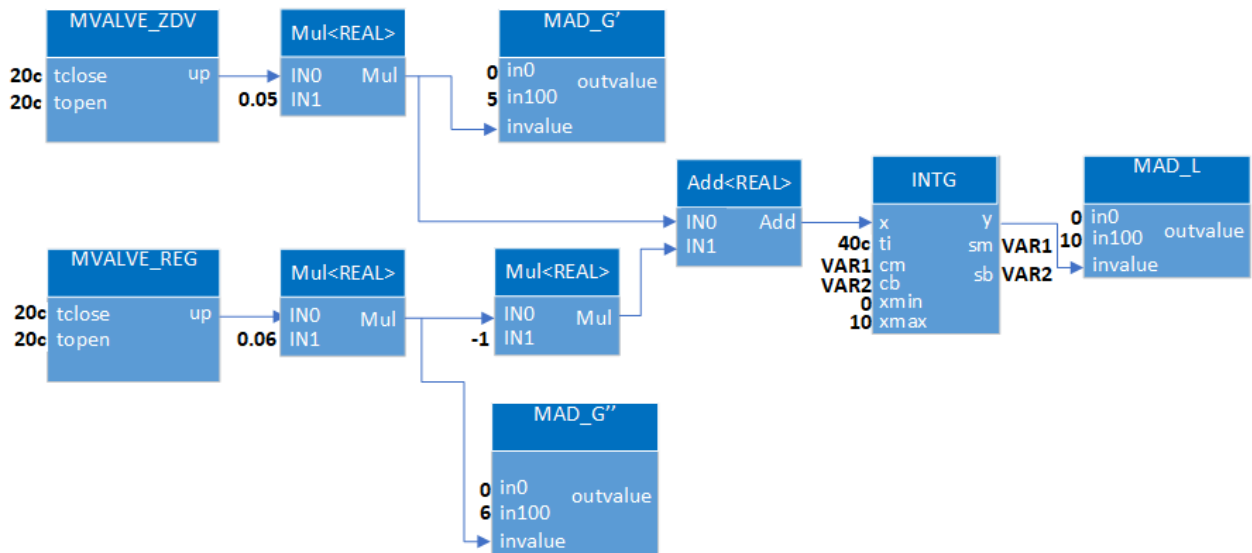 MVALVE_ZDV
20c tclose up
20c topen
Mul<REAL>
IN0 Mul
0.05 IN1
MAD_G'
0 in0
outvalue
5 in100
invalue
Add<REAL>
IN0 Add
IN1
INTG
x y
40c ti sm VAR1
VAR1 cm
VAR2 cb sb VAR2
0 xmin
10 xmax
MAD_L
0 in0
outvalue
10 in100
invalue
MVALVE_REG
20c tclose up
20c topen
Mul<REAL>
IN0 Mul
0.06 IN1
Mul<REAL>
IN0 Mul
-1 IN1
MAD_G''
0 in0
outvalue
6 in100
invalue